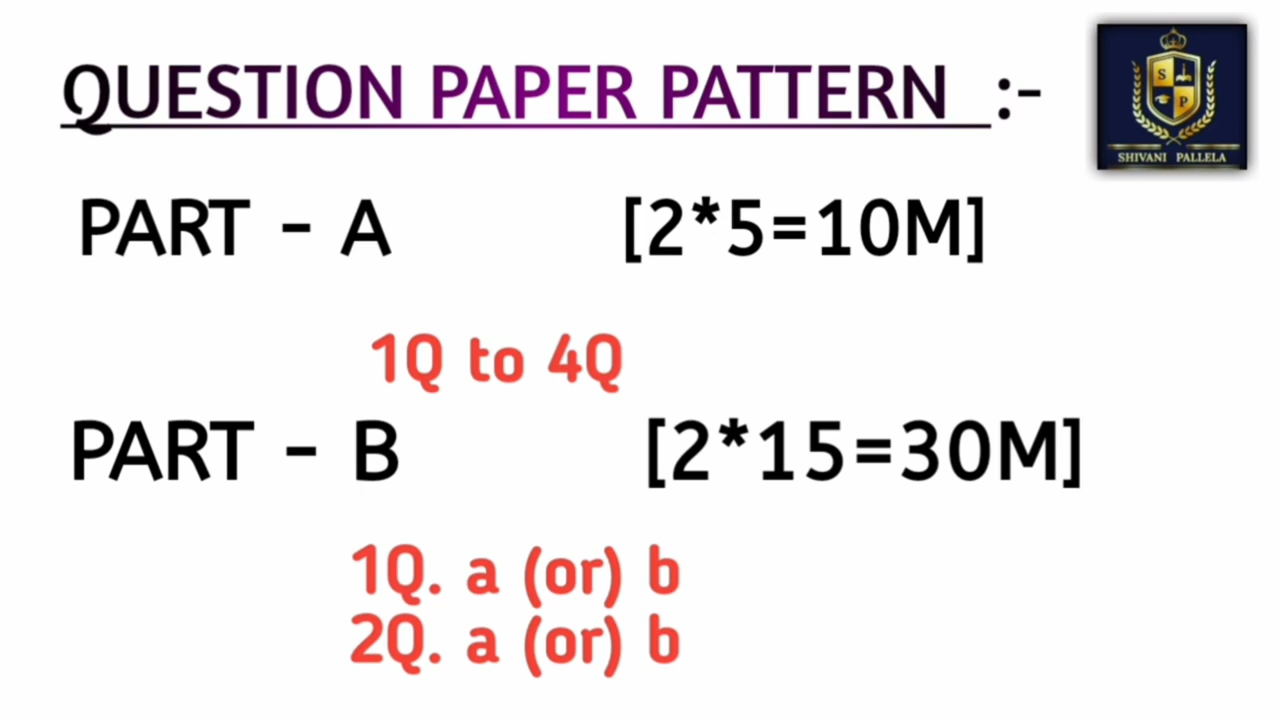 QUESTION PAPER PATTERN :-
S
P
SHIVANI PALLELA
PART - A [2*5=10M]
1Q to 4Q
PART - B [2*15=30M]
1Q. a (or) b
2Q. a (or) b